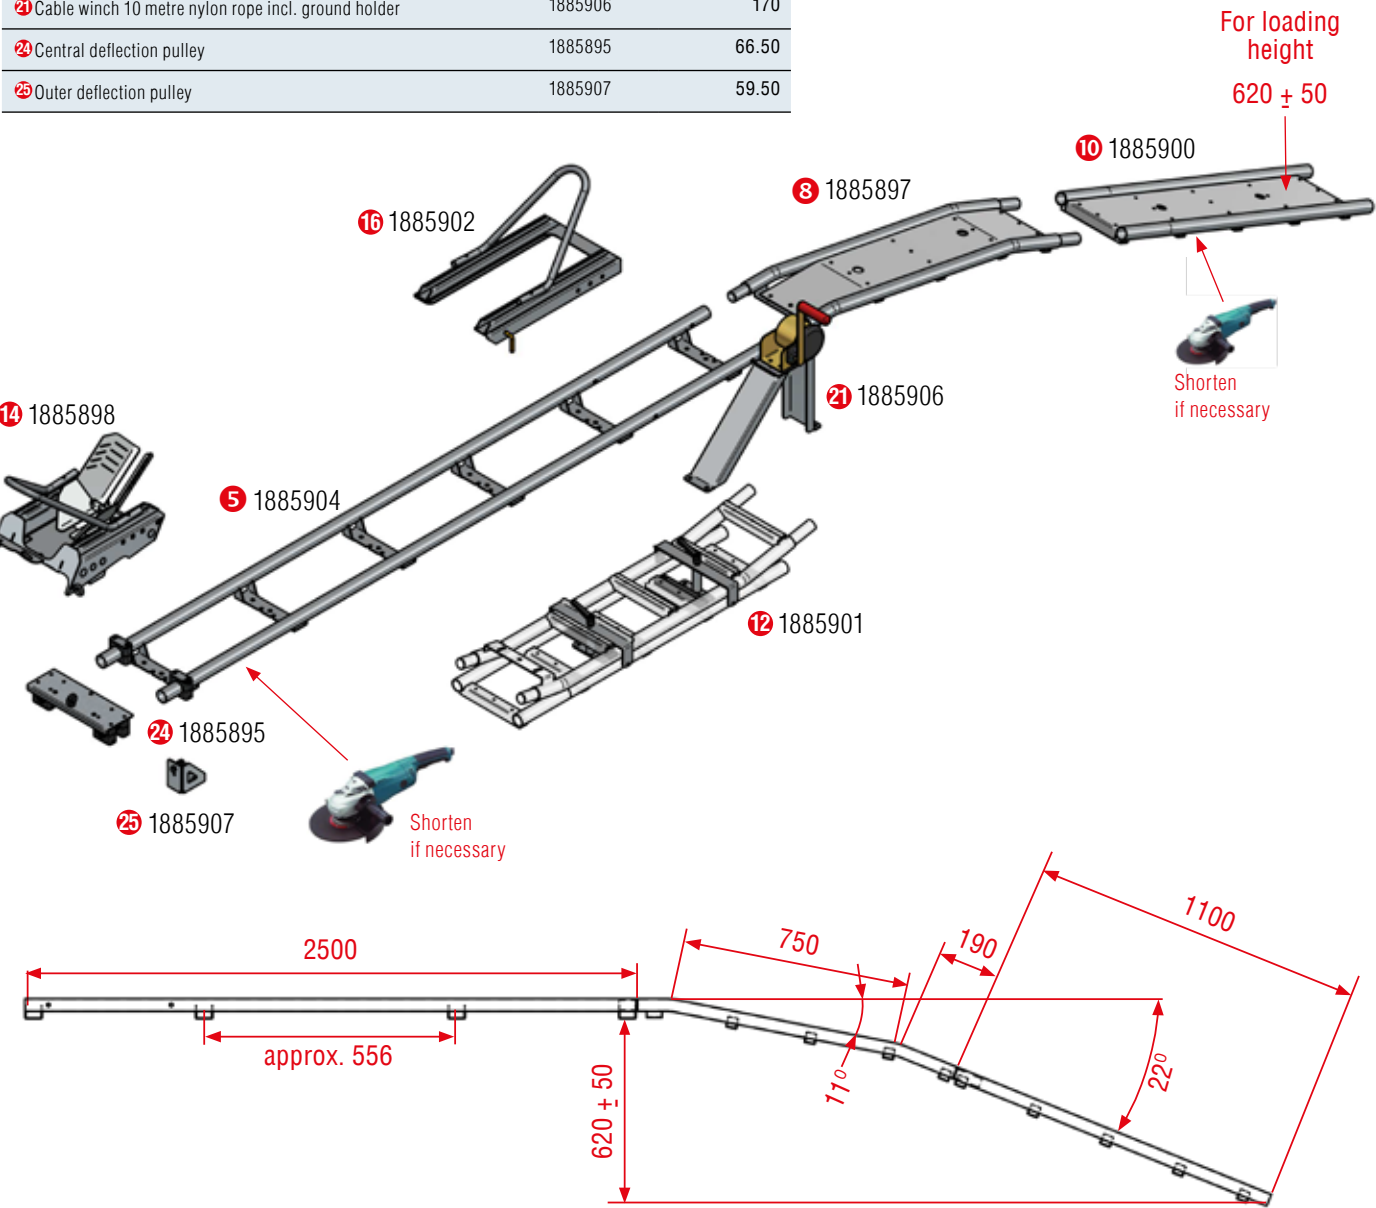 21 Cable winch 10 metre nylon rope incl. ground holder 1885906 170
24 Central deflection pulley 1885895 66.50
25 Outer deflection pulley 1885907 59.50
For loading
height
620 ± 50
10 1885900
8 1885897
16 1885902
Shorten
if necessary
21 1885906
14 1885898
5 1885904
12 1885901
24 1885895
25 1885907
Shorten
if necessary
1100
2500
750
190
approx. 556
620 ± 50
11⁰
22⁰